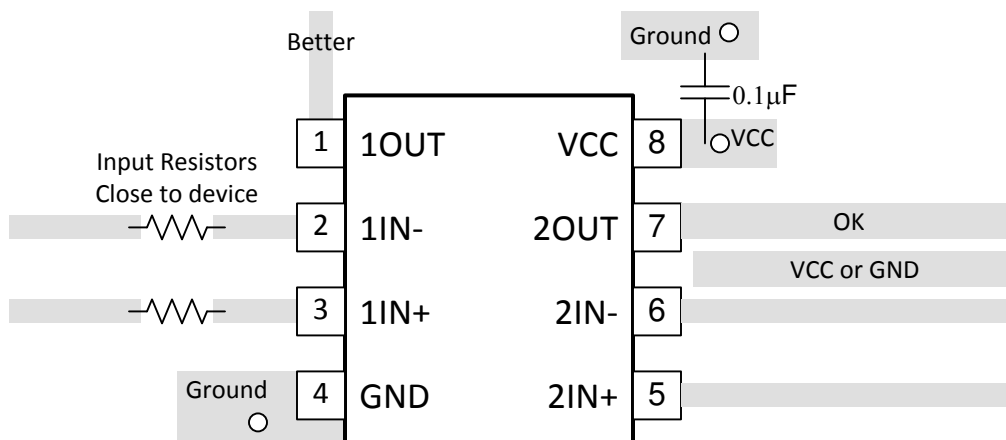 Better
Ground
0.1µF
1 1OUT VCC 8 VCC
Input Resistors
Close to device
2 1IN- 2OUT 7 OK
VCC or GND
3 1IN+ 2IN- 6
Ground
4 GND 2IN+ 5